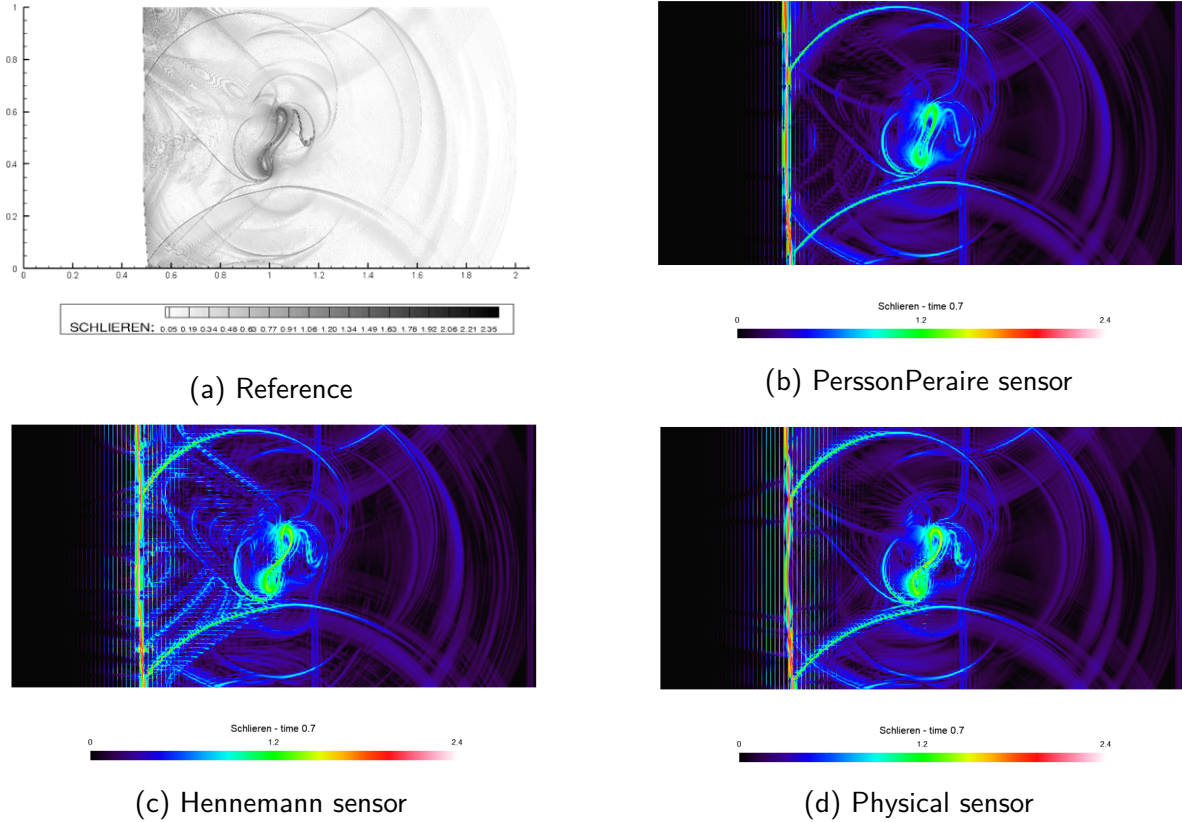 1
0.8
0.6
0.4
0.2
0
0 0.2 0.4 0.6 0.8 1 1.2 1.4 1.6 1.8 2
SCHLIEREN: 0.05 0.19 0.34 0.48 0.63 0.77 0.91 1.06 1.20 1.34 1.49 1.63 1.78 1.92 2.06 2.21 2.35
(a) Reference
Schlieren - time 0.7
0 1.2 2.4
(b) PerssonPeraire sensor
Schlieren - time 0.7
0 1.2 2.4
(c) Hennemann sensor
Schlieren - time 0.7
0 1.2 2.4
(d) Physical sensor